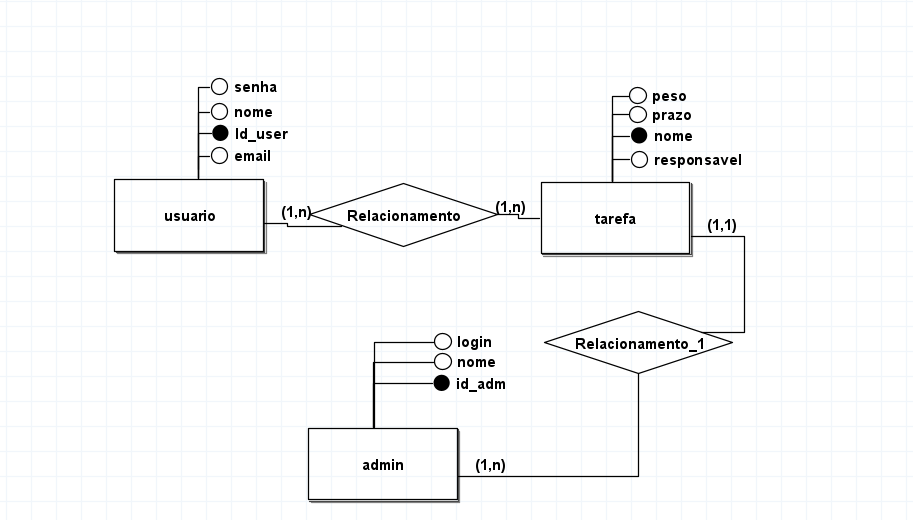 senha
nome
Id_user
email
usuario
(1,n)
Relacionamento
(1,n)
peso
prazo
nome
responsavel
tarefa
(1,1)
Relacionamento_1
login
nome
id_adm
admin
(1,n)